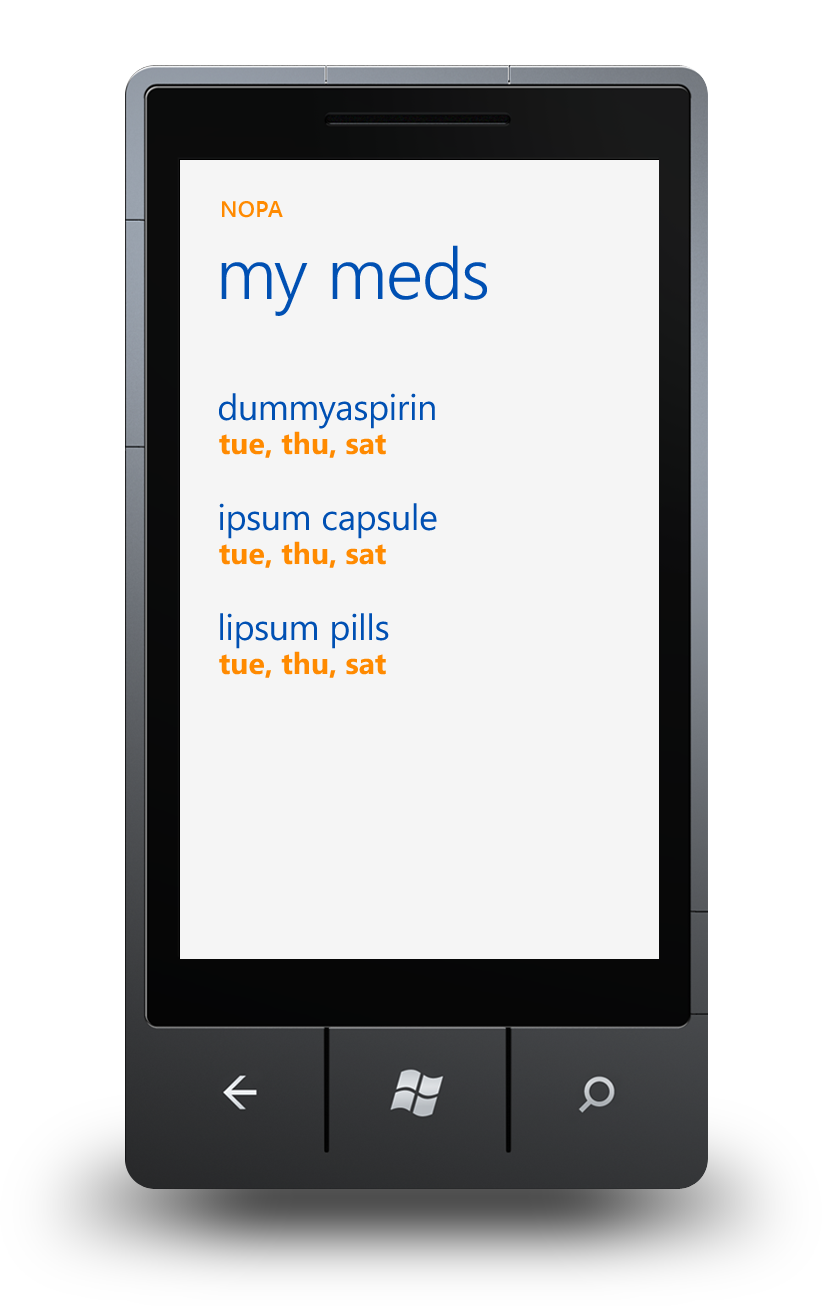 NOPA
my meds
dummyaspirin
tue, thu, sat
ipsum capsule
tue, thu, sat
lipsum pills
tue, thu, sat